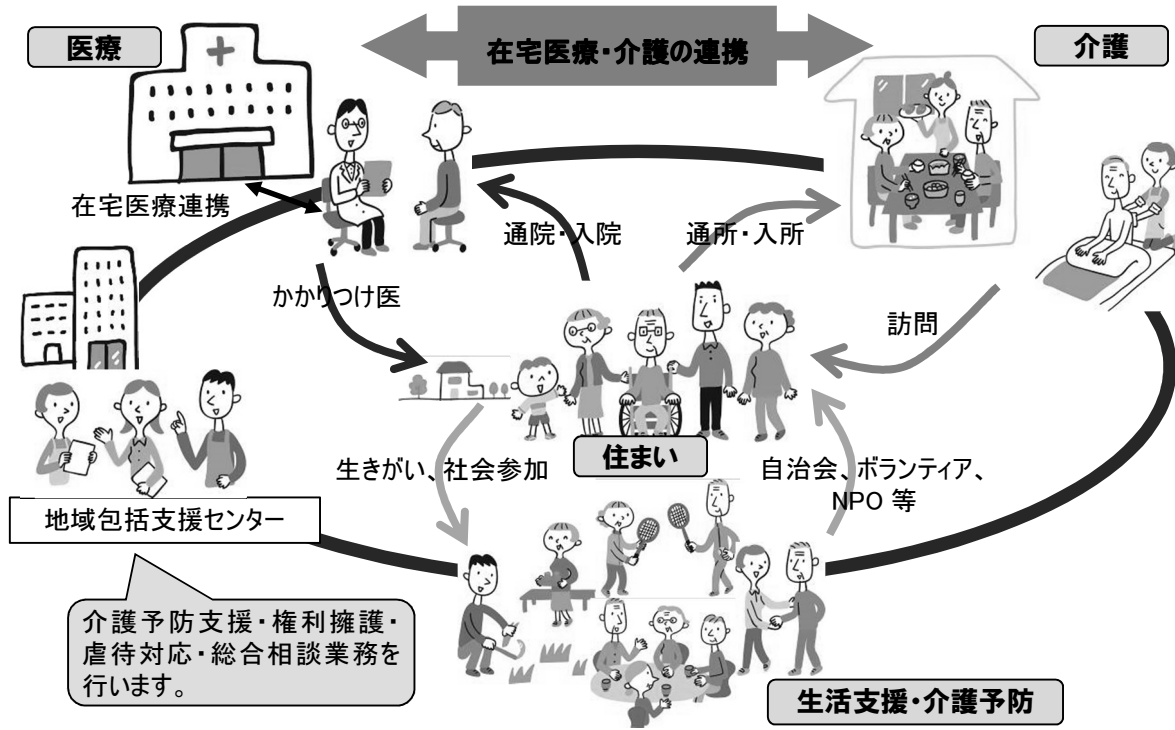 医療
在宅医療・介護の連携
介護
在宅医療連携
通院・入院
通所・入所
かかりつけ医
訪問
住まい
生きがい、社会参加
自治会、ボランティア、
NPO 等
地域包括支援センター
介護予防支援・権利擁護・
虐待対応・総合相談業務を
行います。
生活支援・介護予防